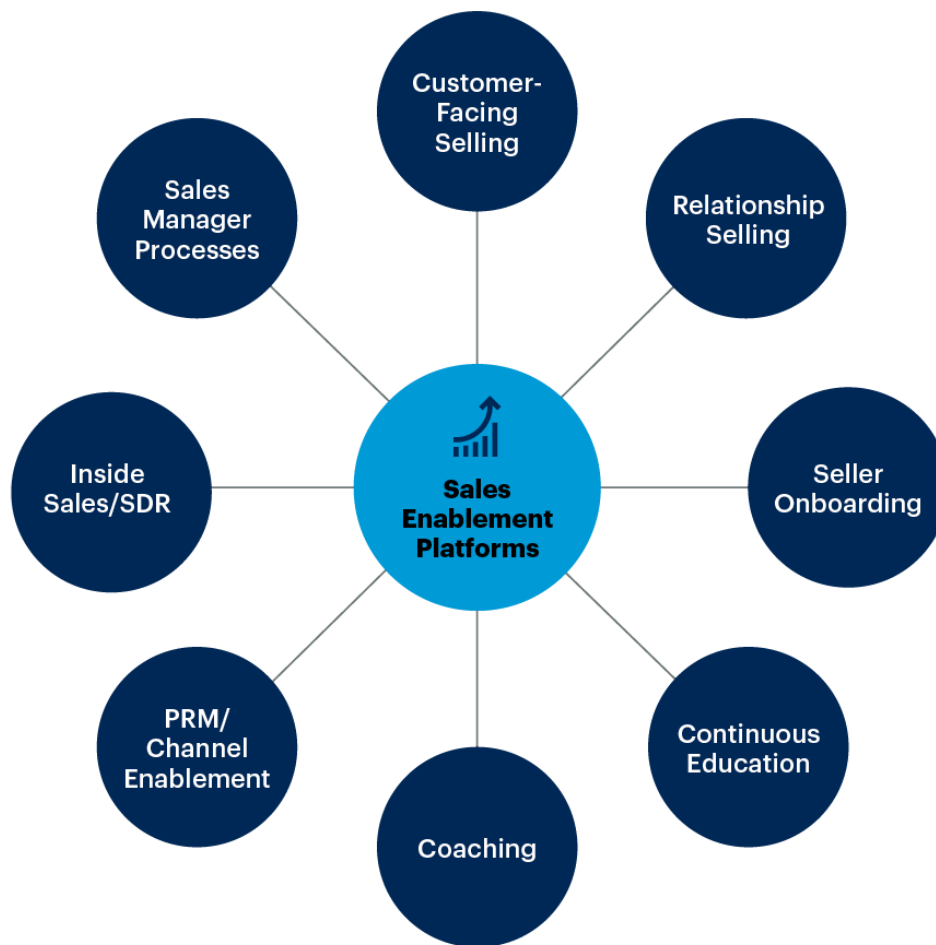 Customer-
Facing
Selling
Sales
Manager
Processes
Relationship
Selling
Inside
Sales/SDR
Sales
Enablement
Platforms
Seller
Onboarding
PRM/
Channel
Enablement
Continuous
Education
Coaching